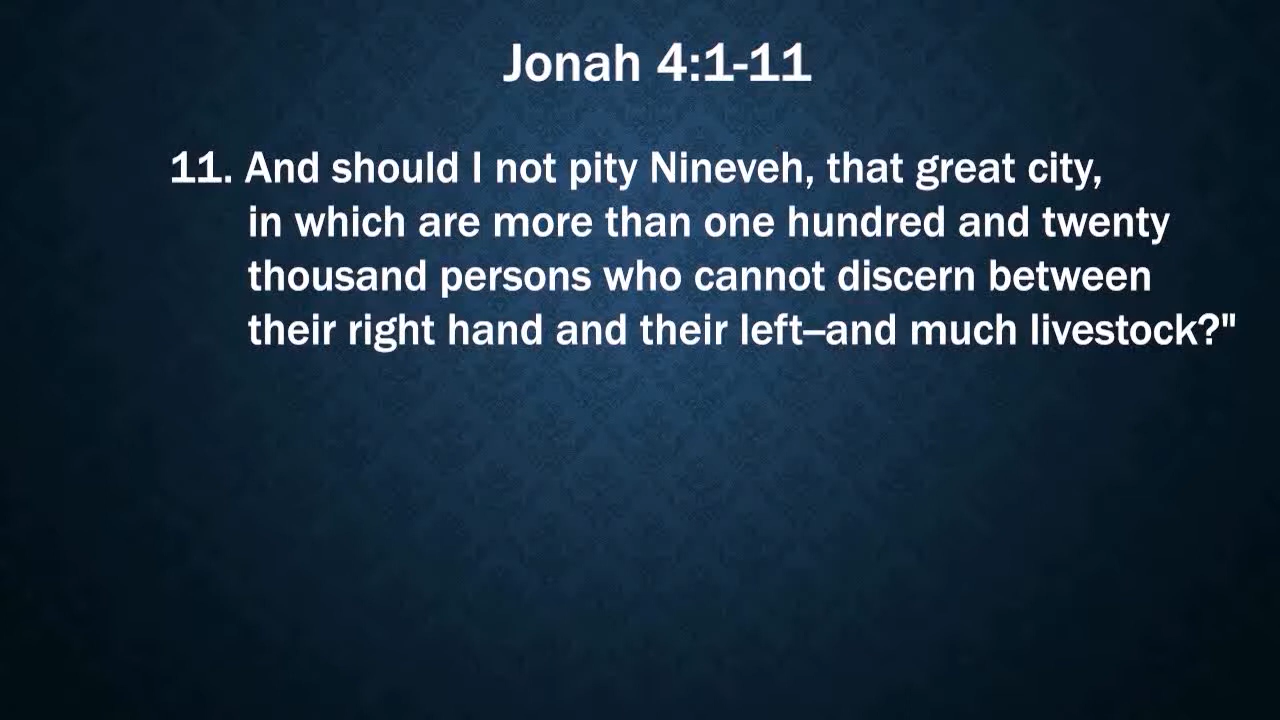 Jonah 4:1-11
11. And should I not pity Nineveh, that great city,
in which are more than one hundred and twenty
thousand persons who cannot discern between
their right hand and their left–and much livestock?"